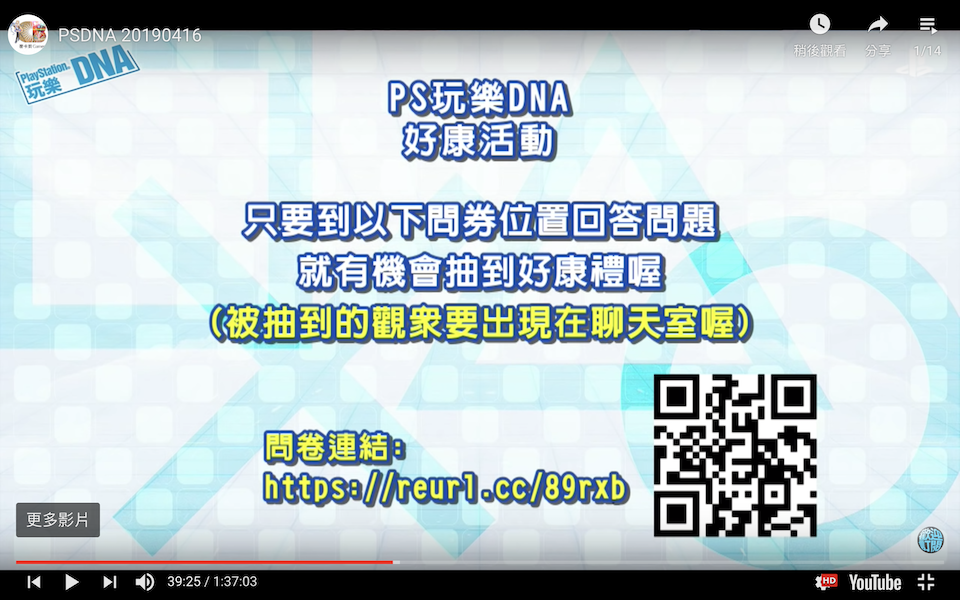 PSDNA 20190416
稍後觀看
分享
1/14
PlayStation™
玩樂 DNA
PS玩樂DNA
好康活動
只要到以下問券位置回答問題
就有機會抽到好康禮喔
(被抽到的觀眾要出現在聊天室喔)
問卷連結:
https://reurl.cc/89rxb
更多影片
39:25 / 1:37:03
HD
YouTube